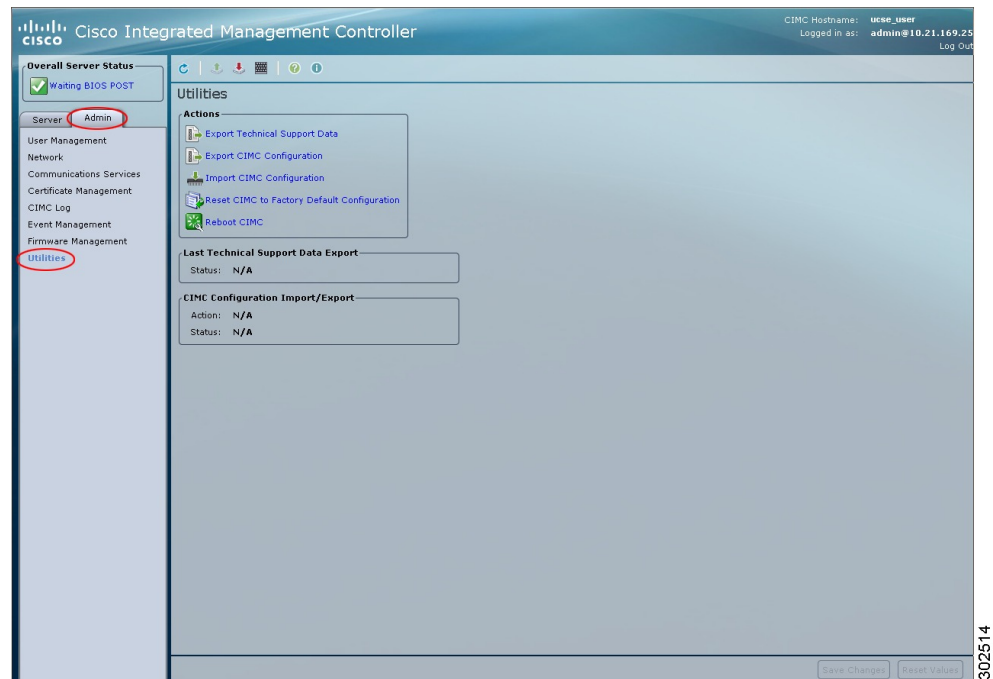 CISCO Cisco Integrated Management Controller
CIMC Hostname: ucse_user
Logged in as: admin@10.21.169.25
Log Out
Overall Server Status
Waiting BIOS POST
Server Admin
User Management
Network
Communications Services
Certificate Management
CIMC Log
Event Management
Firmware Management
Utilities
Utilities
Actions
Export Technical Support Data
Export CIMC Configuration
Import CIMC Configuration
Reset CIMC to Factory Default Configuration
Reboot CIMC
Last Technical Support Data Export
Status: N/A
CIMC Configuration Import/Export
Action: N/A
Status: N/A
Save Changes Reset Values
302514